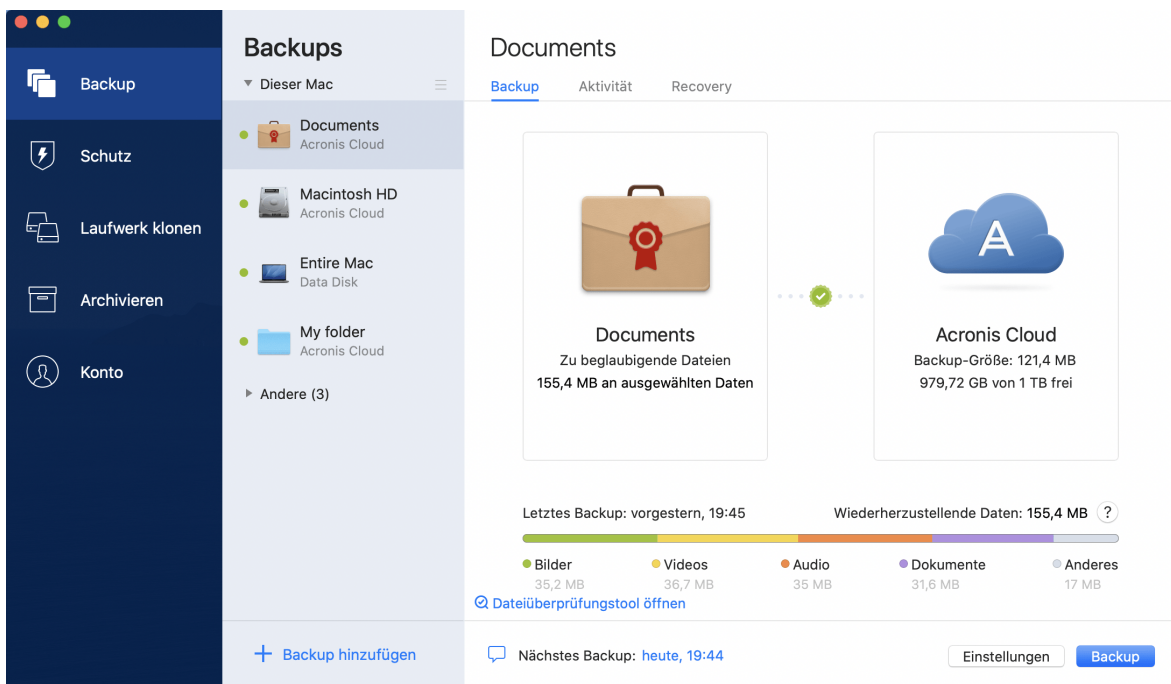 Backup
Schutz
Laufwerk klonen
Archivieren
Konto
Backups
Dieser Mac
Documents
Acronis Cloud
Macintosh HD
Acronis Cloud
Entire Mac
Data Disk
My folder
Acronis Cloud
Andere (3)
Backup hinzufügen
Documents
Backup Aktivität Recovery
Documents
Zu beglaubigende Dateien
155,4 MB an ausgewählten Daten
A
Acronis Cloud
Backup-Größe: 121,4 MB
979,72 GB von 1 TB frei
Letztes Backup: vorgestern, 19:45 Wiederherzustellende Daten: 155,4 MB ?
Bilder Videos Audio Dokumente Anderes
35,2 MB 36,7 MB 35 MB 31,6 MB 17 MB
Dateiüberprüfungstool öffnen
Nächstes Backup: heute, 19:44 Einstellungen Backup